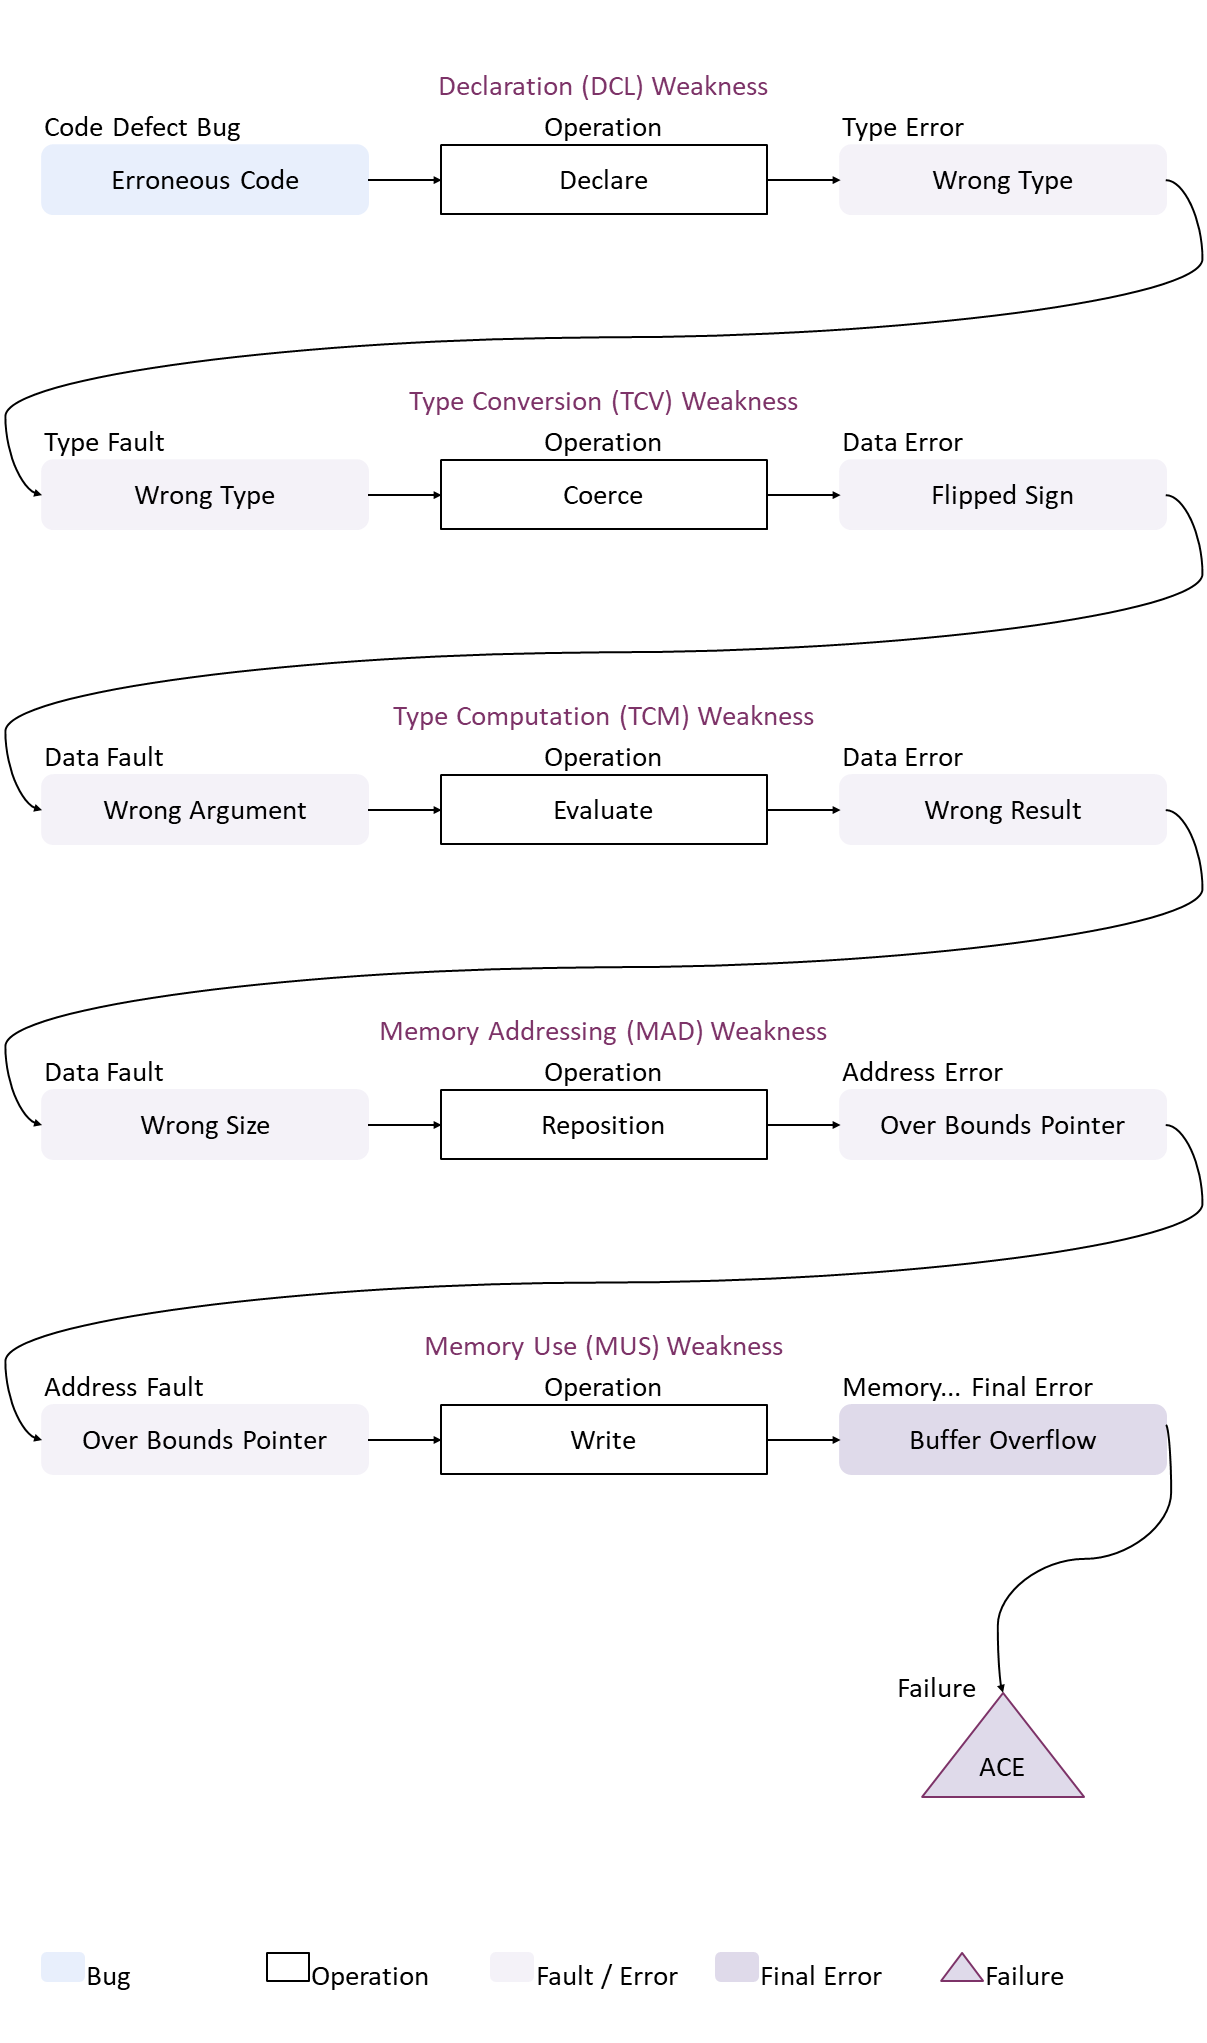 Declaration (DCL) Weakness
Code Defect Bug Operation Type Error
Erroneous Code Declare Wrong Type
Type Conversion (TCV) Weakness
Type Fault Operation Data Error
Wrong Type Coerce Flipped Sign
Type Computation (TCM) Weakness
Data Fault Operation Data Error
Wrong Argument Evaluate Wrong Result
Memory Addressing (MAD) Weakness
Data Fault Operation Address Error
Wrong Size Reposition Over Bounds Pointer
Memory Use (MUS) Weakness
Address Fault Operation Memory... Final Error
Over Bounds Pointer Write Buffer Overflow
Failure
ACE
Bug Operation Fault / Error Final Error Failure